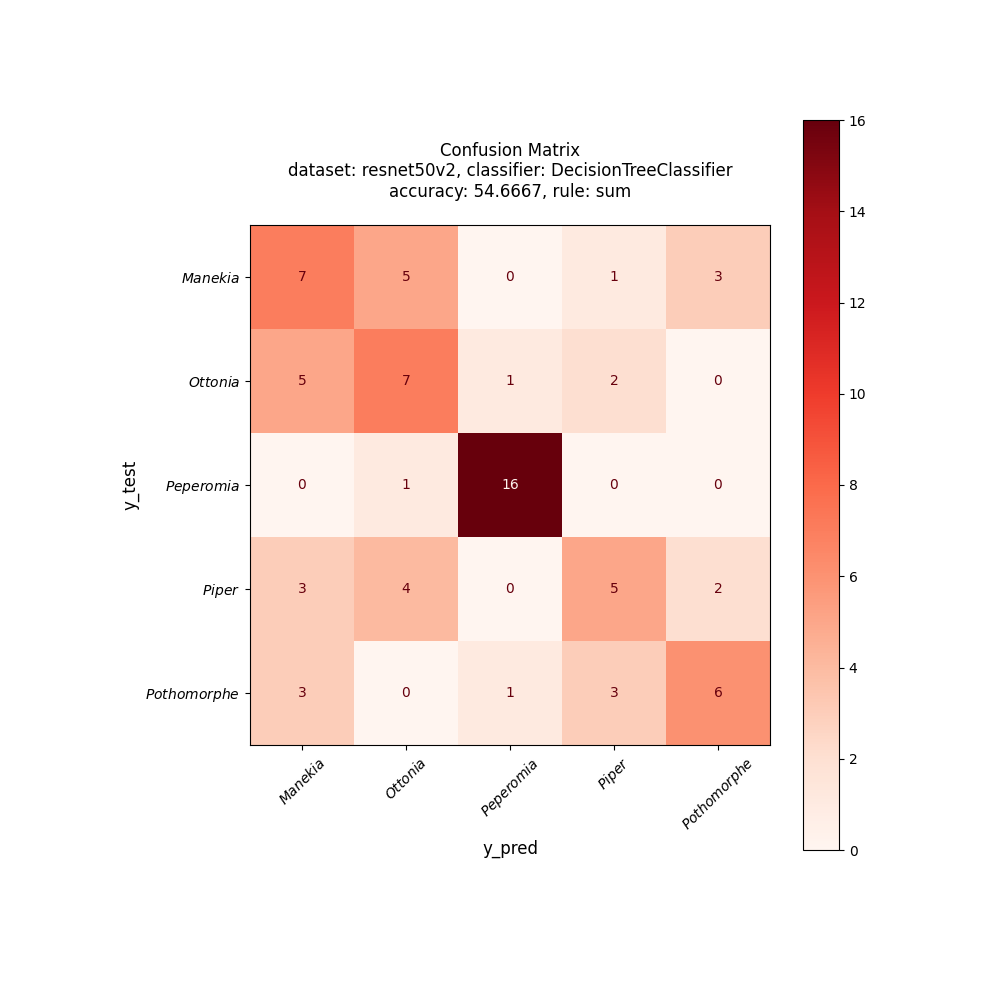 Confusion Matrix
dataset: resnet50v2, classifier: DecisionTreeClassifier
accuracy: 54.6667, rule: sum
y_test
Manekia 7 5 0 1 3
Ottonia 5 7 1 2 0
Peperomia 0 1 16 0 0
Piper 3 4 0 5 2
Pothomorphe 3 0 1 3 6
Manekia Ottonia Peperomia Piper Pothomorphe
y_pred
16
14
12
10
8
6
4
2
0